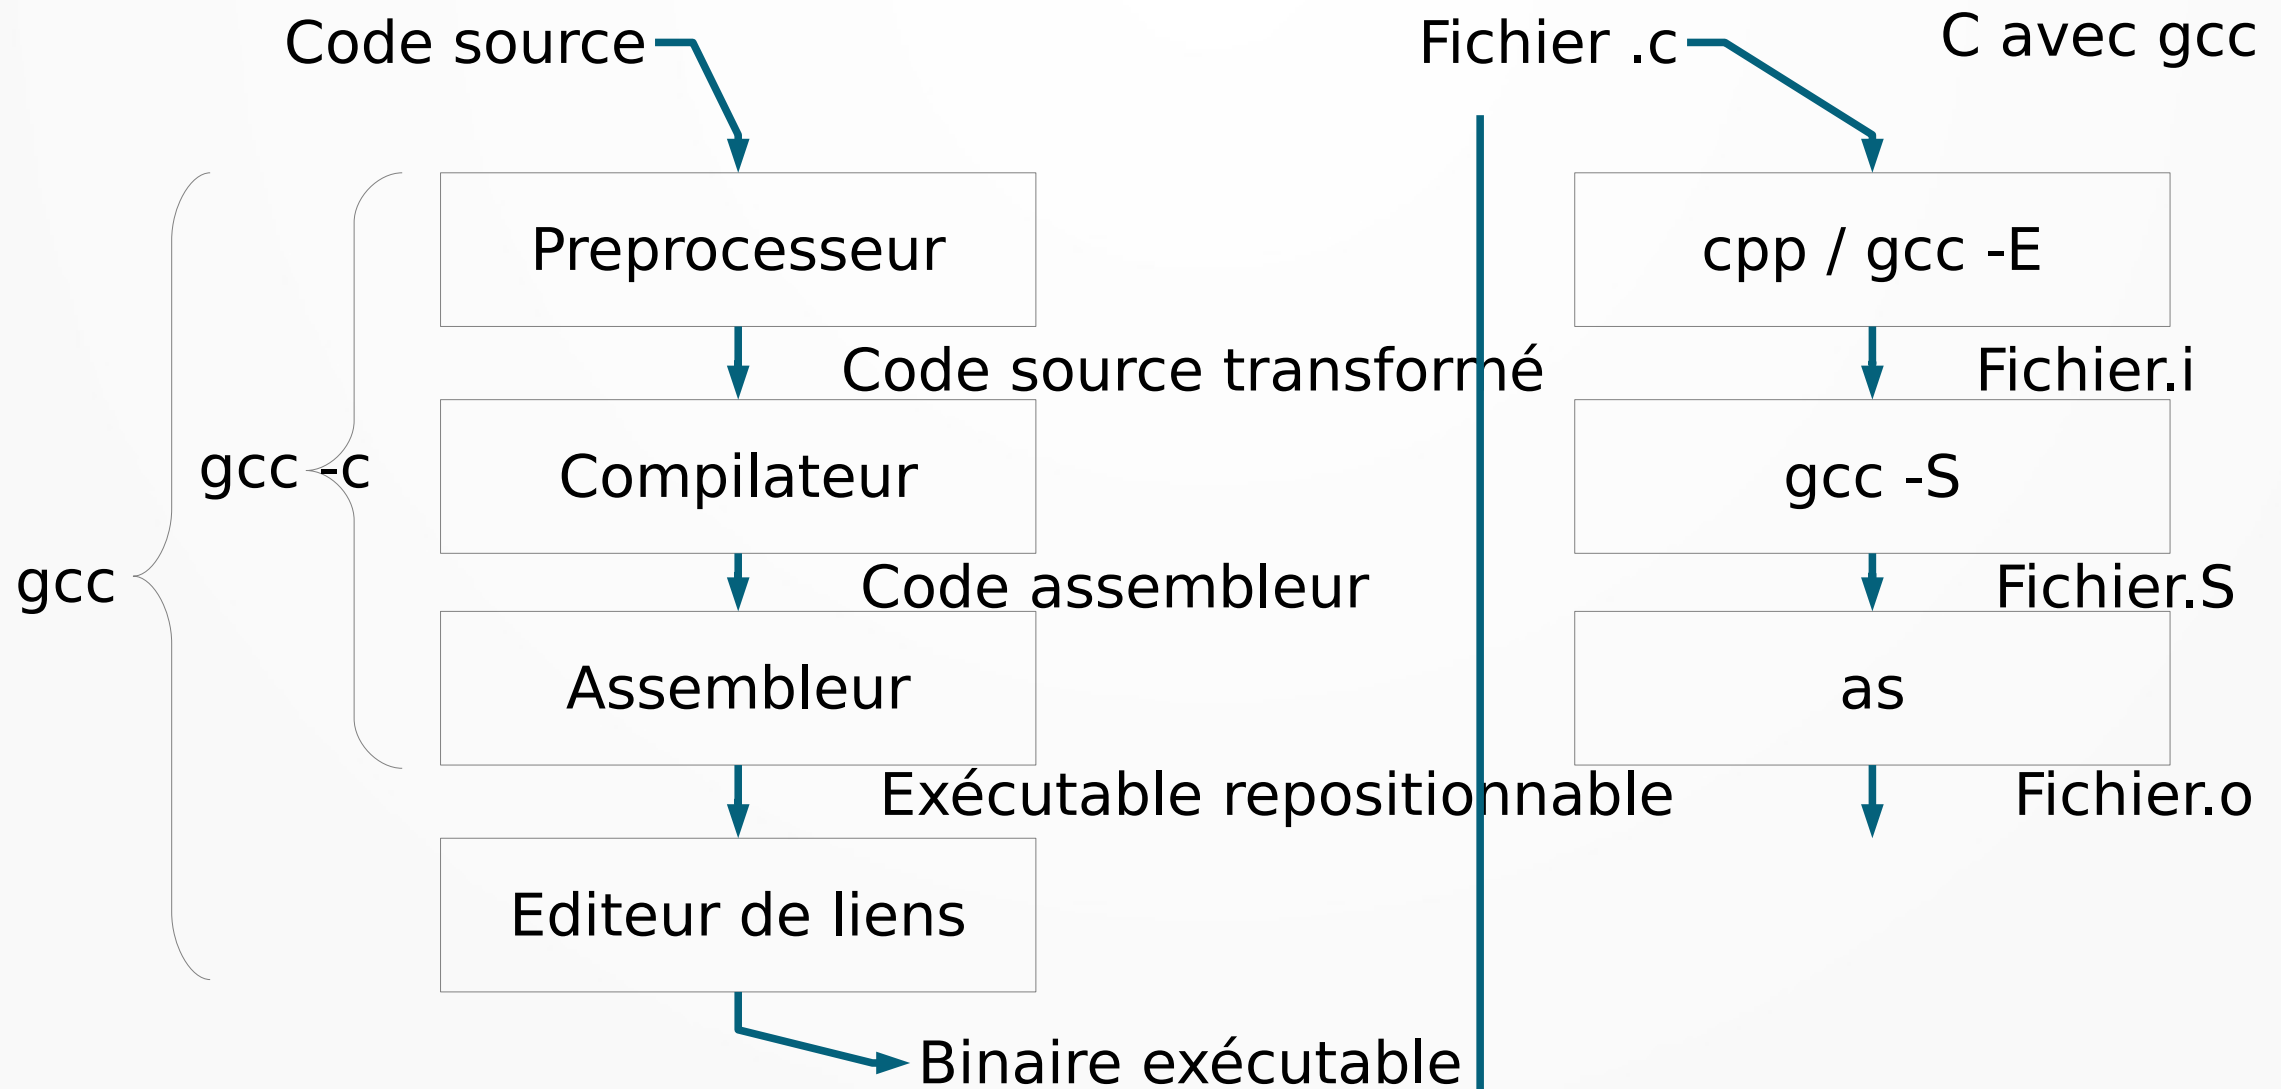 Code source
Fichier .c
C avec gcc
Preprocesseur
cpp / gcc -E
Code source transformé
Fichier.i
gcc -c
Compilateur
gcc -S
gcc
Code assembleur
Fichier.S
Assembleur
as
Exécutable repositionnable
Fichier.o
Editeur de liens
Binaire exécutable